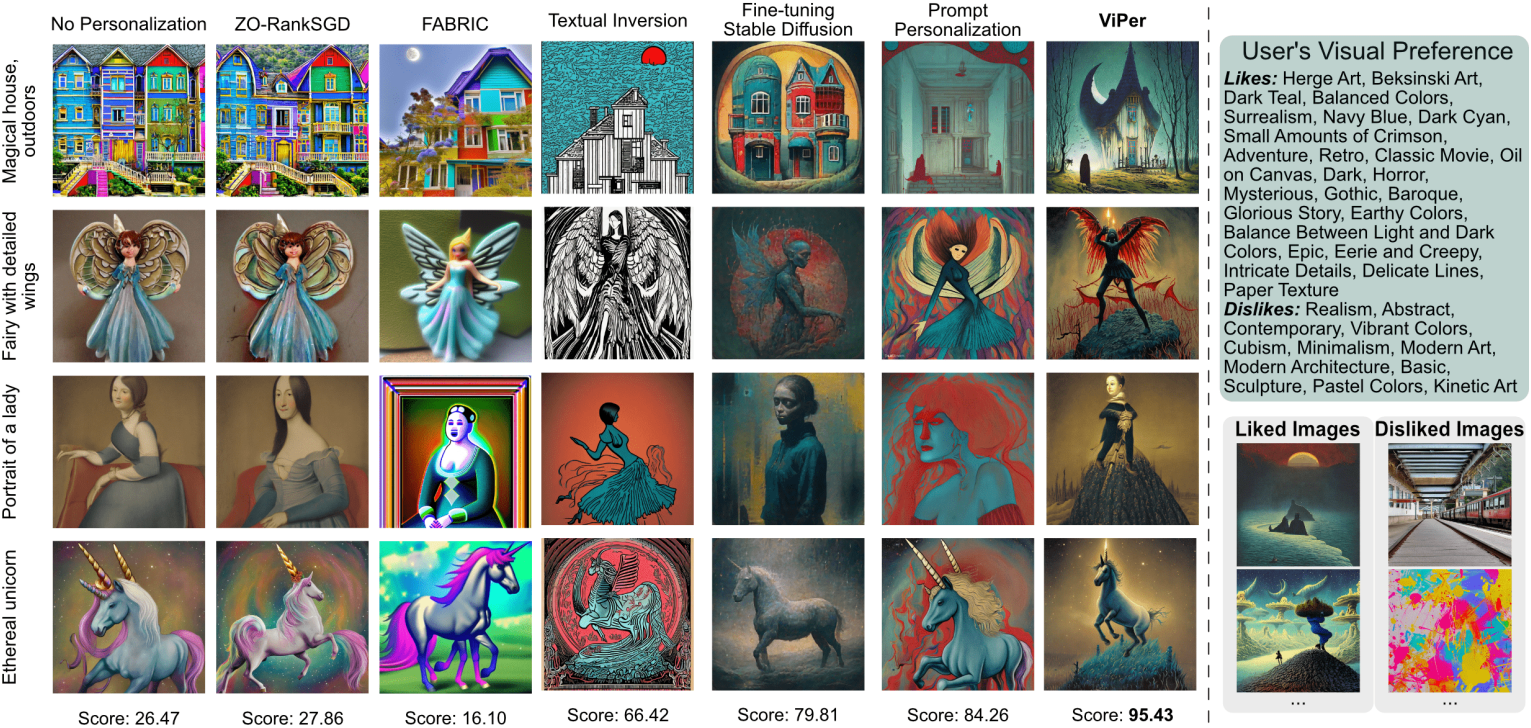 No Personalization
ZO-RankSGD
FABRIC
Textual Inversion
Fine-tuning
Stable Diffusion
Prompt
Personalization
ViPer
Magical house,
outdoors
Fairy with detailed
wings
Portrait of a lady
Ethereal unicorn
Score: 26.47
Score: 27.86
Score: 16.10
Score: 66.42
Score: 79.81
Score: 84.26
Score: 95.43
User's Visual Preference
Likes: Herge Art, Beksinski Art,
Dark Teal, Balanced Colors,
Surrealism, Navy Blue, Dark Cyan,
Small Amounts of Crimson,
Adventure, Retro, Classic Movie, Oil
on Canvas, Dark, Horror,
Mysterious, Gothic, Baroque,
Glorious Story, Earthy Colors,
Balance Between Light and Dark
Colors, Epic, Eerie and Creepy,
Intricate Details, Delicate Lines,
Paper Texture
Dislikes: Realism, Abstract,
Contemporary, Vibrant Colors,
Cubism, Minimalism, Modern Art,
Modern Architecture, Basic,
Sculpture, Pastel Colors, Kinetic Art
Liked Images
Disliked Images
...
...